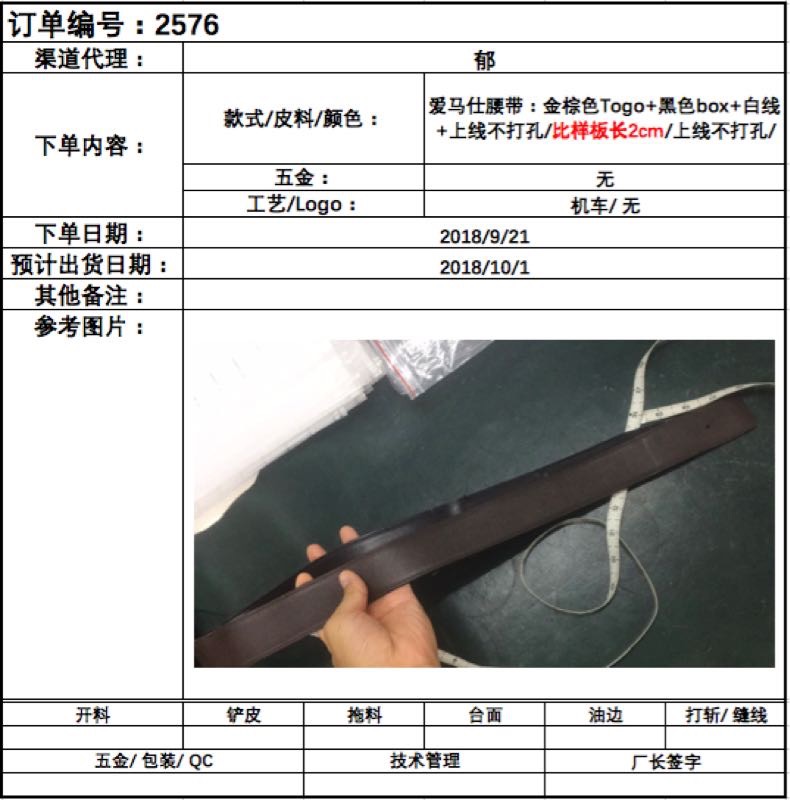 订单编号：2576
渠道代理：
郁
下单内容：
款式/皮料/颜色：
爱马仕腰带：金棕色Togo+黑色box+白线
+上线不打孔/比样板长2cm/上线不打孔/
五金：
无
工艺/Logo：
机车/ 无
下单日期：
2018/9/21
预计出货日期：
2018/10/1
其他备注：
参考图片：
开料
铲皮
拖料
台面
油边
打斩/ 缝线
五金/ 包装/ QC
技术管理
厂长签字